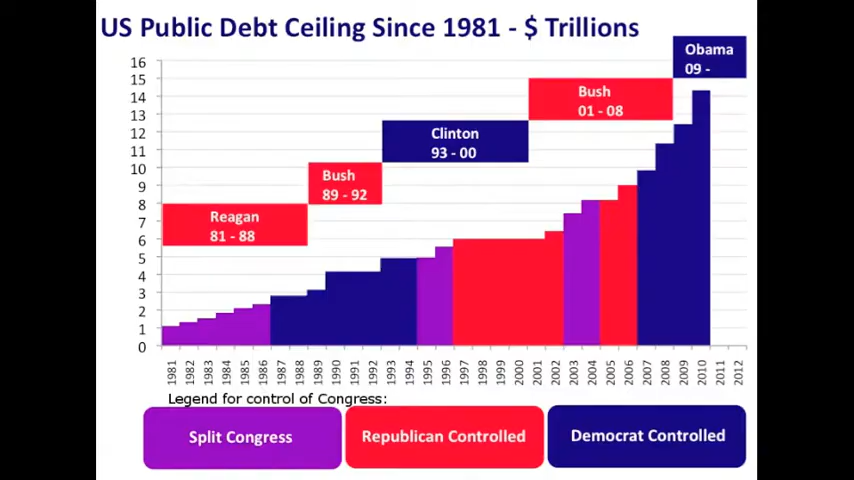 US Public Debt Ceiling Since 1981 - $ Trillions
Obama
09 -
Bush
01 - 08
Clinton
93 - 00
Bush
89 - 92
Reagan
81 - 88
16
15
14
13
12
11
10
9
8
7
6
5
4
3
2
1
0
1981 1982 1983 1984 1985 1986 1987 1988 1989 1990 1991 1992 1993 1994 1995 1996 1997 1998 1999 2000 2001 2002 2003 2004 2005 2006 2007 2008 2009 2010 2011 2012
Legend for control of Congress:
Split Congress
Republican Controlled
Democrat Controlled